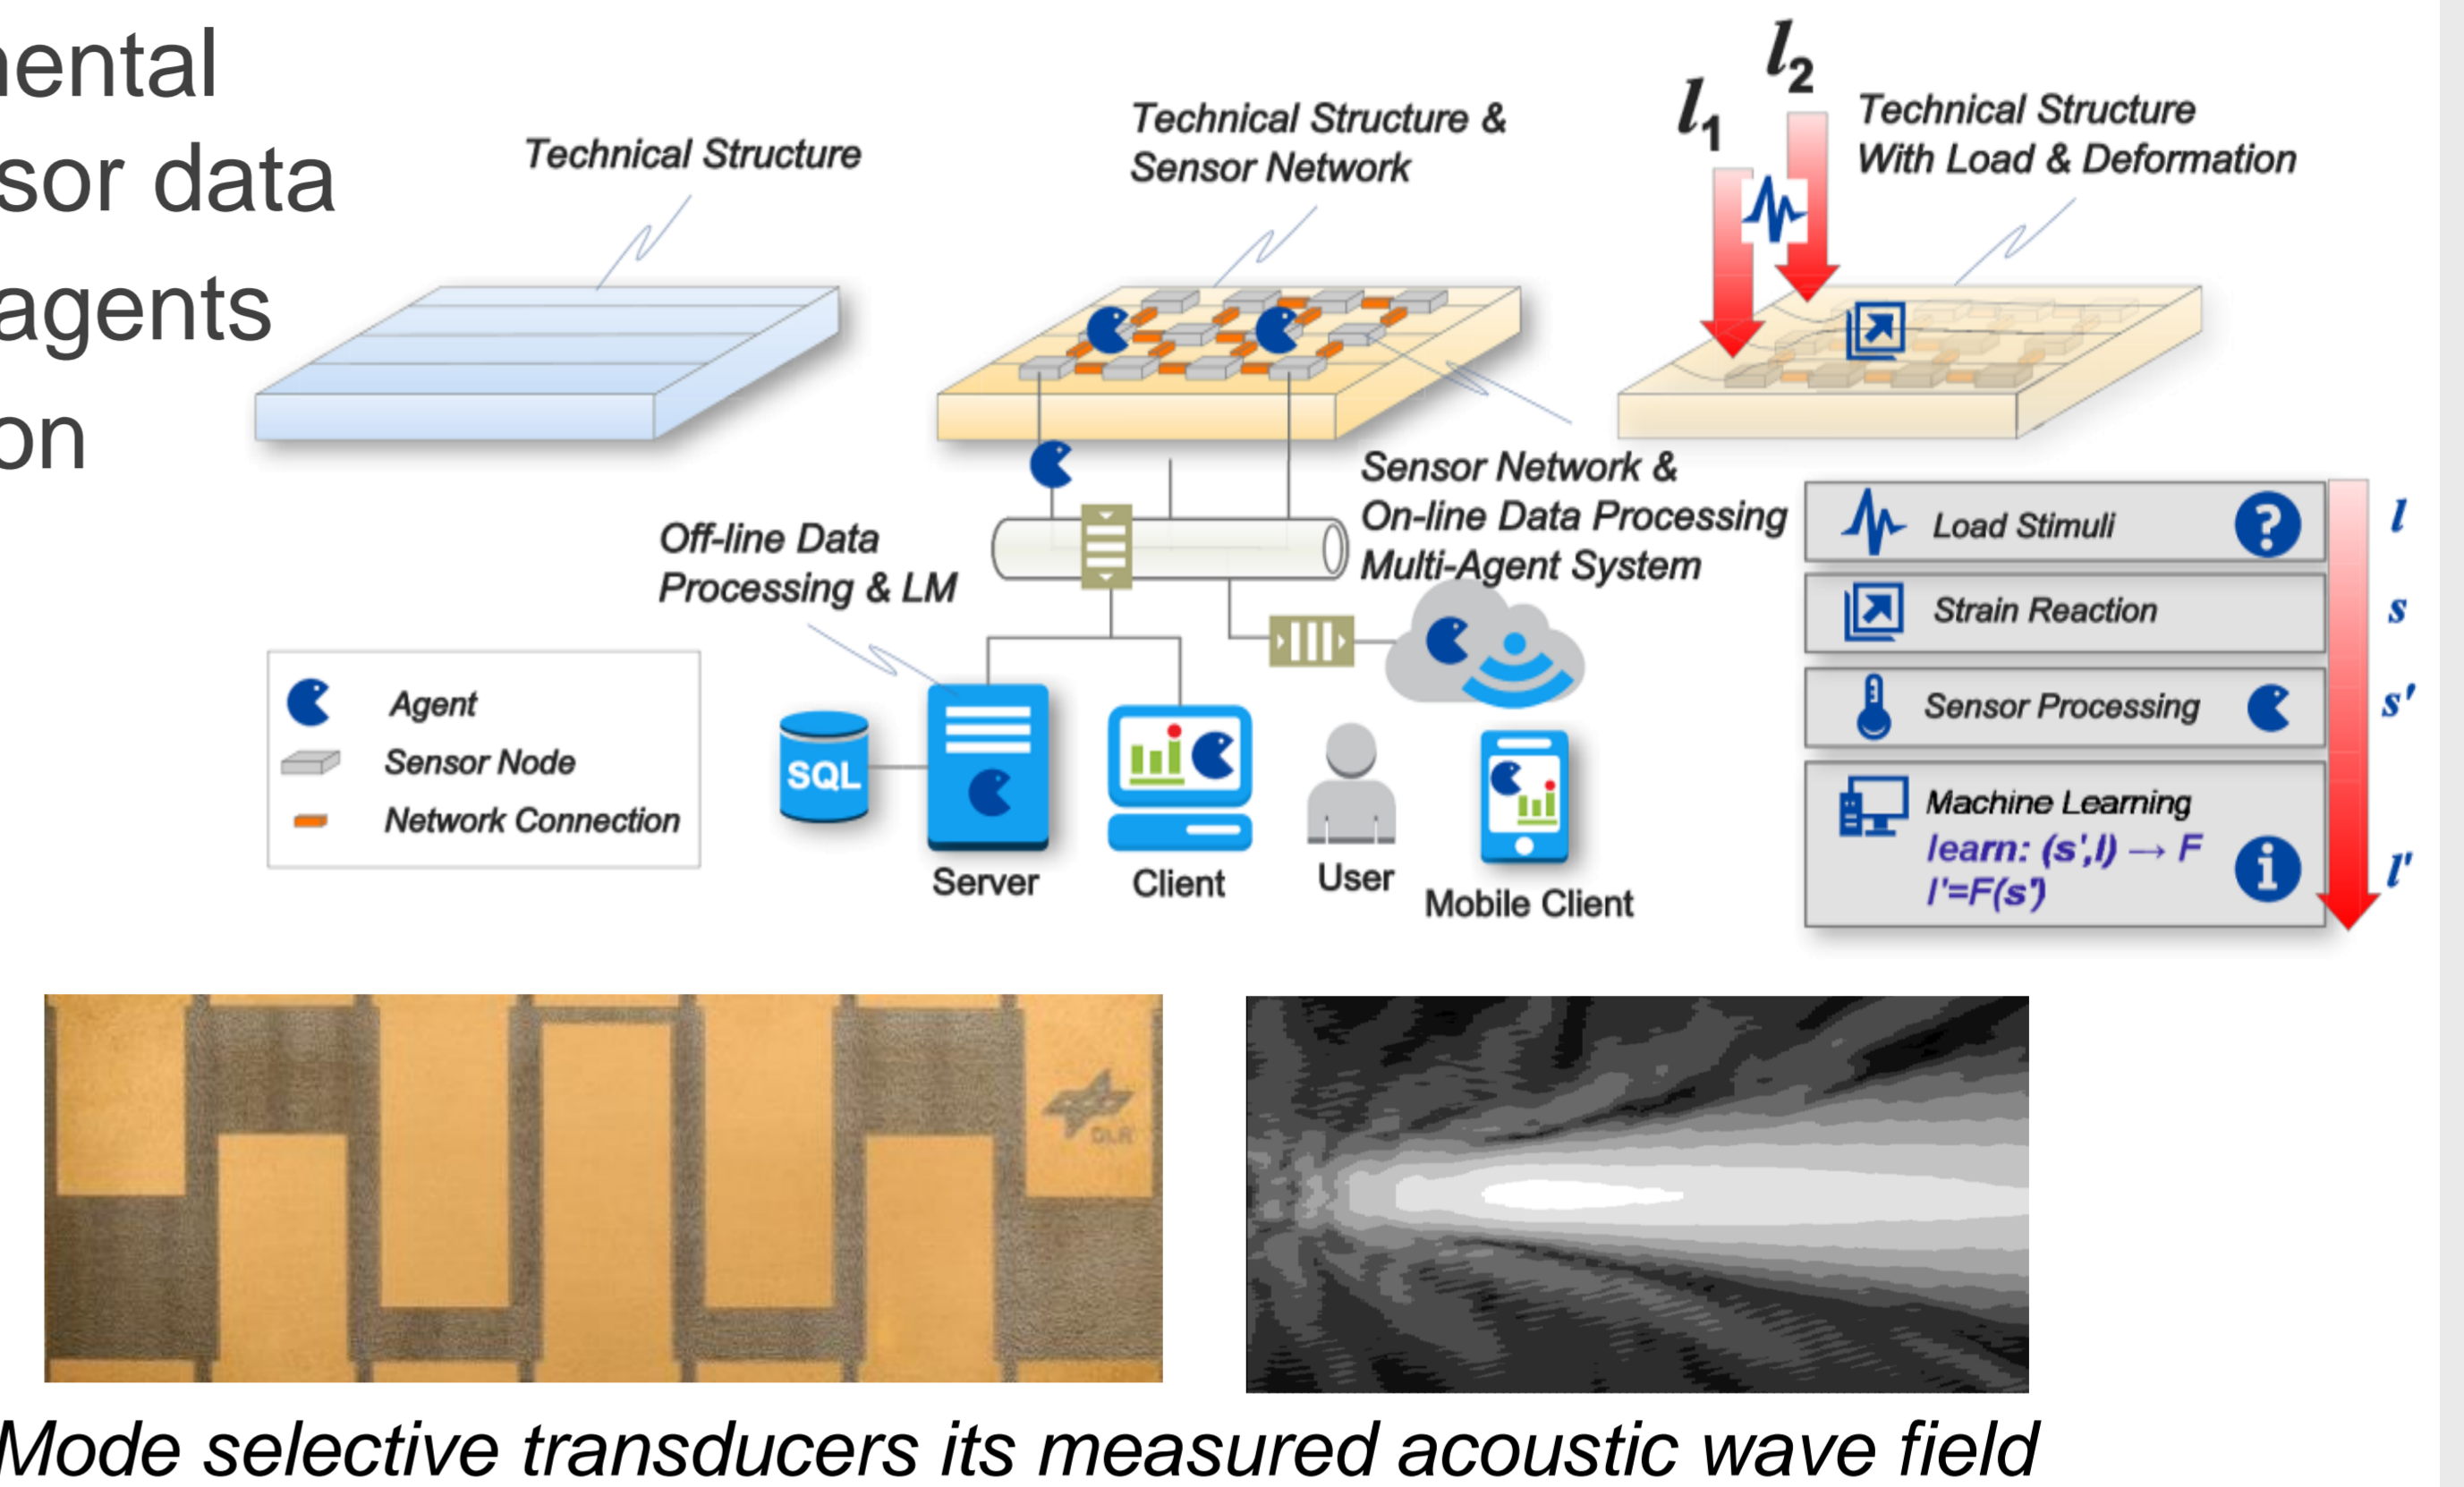 sor data
agents
Technical Structure
Technical Structure &
Sensor Network
l1
l2
Technical Structure
With Load & Deformation
Off-line Data
Processing & LM
Sensor Network &
On-line Data Processing
Multi-Agent System
Agent
Sensor Node
Network Connection
SQL
Server
Client
User
Mobile Client
Load Stimuli
?
l
Strain Reaction
s
Sensor Processing
s'
Machine Learning
learn: (s',l) → F
l'=F(s')
i
l'
DLR
Mode selective transducers its measured acoustic wave field